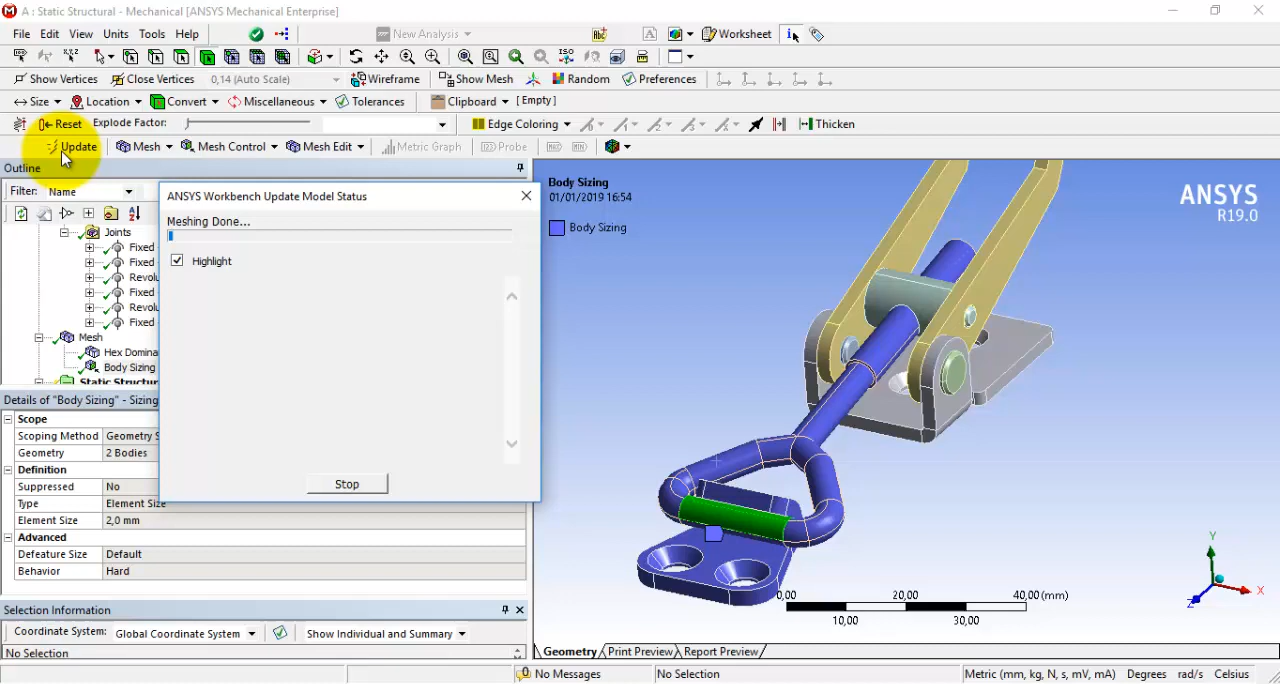 A : Static Structural - Mechanical [ANSYS Mechanical Enterprise]
File Edit View Units Tools Help
New Analysis
Worksheet
Show Vertices Close Vertices 0,14 (Auto Scale) Wireframe Show Mesh Random Preferences
Size Location Convert Miscellaneous Tolerances Clipboard [ Empty ]
Reset Explode Factor: Edge Coloring Thicken
Update Mesh Mesh Control Mesh Edit Metric Graph Probe
Outline
Filter: Name
Joints
Fixed
Fixed
Revolu
Fixed
Revolu
Fixed
Mesh
Hex Domina
Body Sizing
Static Structur
Details of "Body Sizing" - Sizing
Scope
Scoping Method Geometry S
Geometry 2 Bodies
Definition
Suppressed No
Type Element Size
Element Size 2,0 mm
Advanced
Defeature Size Default
Behavior Hard
Selection Information
Coordinate System: Global Coordinate System Show Individual and Summary
No Selection
ANSYS Workbench Update Model Status
Meshing Done...
Highlight
Stop
Body Sizing
01/01/2019 16:54
Body Sizing
ANSYS
R19.0
0,00 20,00 40,00 (mm)
10,00 30,00
Y
X
Z
Geometry Print Preview Report Preview
No Messages No Selection Metric (mm, kg, N, s, mV, mA) Degrees rad/s Celsius